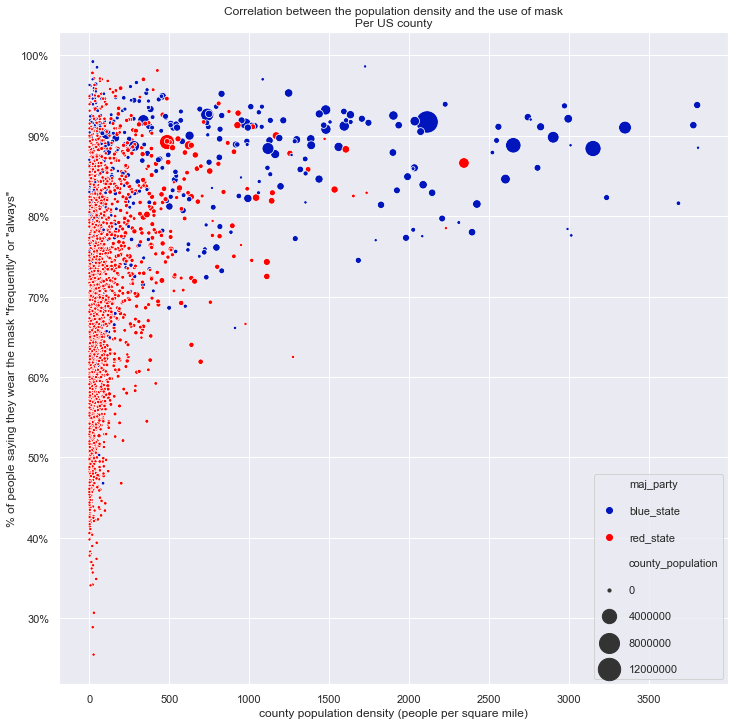 Correlation between the population density and the use of mask
Per US county
100%
90%
80%
70%
60%
50%
40%
30%
% of people saying they wear the mask "frequently" or "always"
0
500
1000
1500
2000
2500
3000
3500
county population density (people per square mile)
maj_party
blue_state
red_state
county_population
0
4000000
8000000
12000000